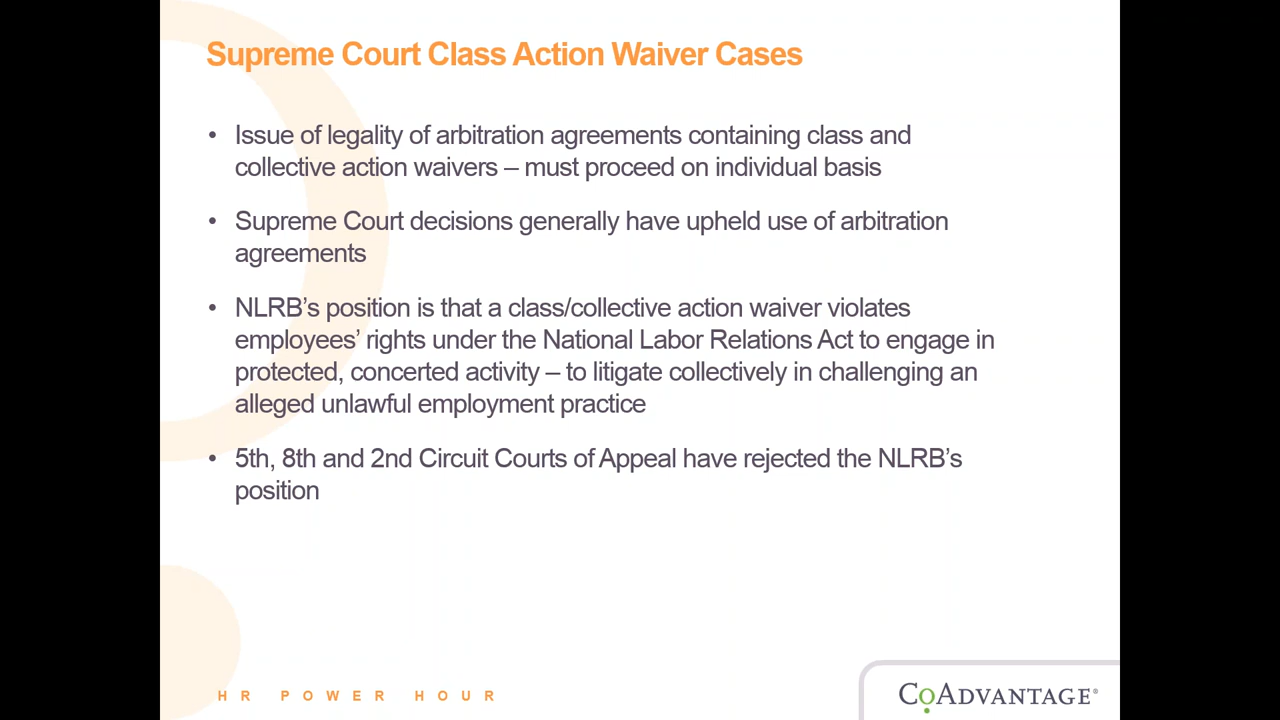 Supreme Court Class Action Waiver Cases
• Issue of legality of arbitration agreements containing class and
collective action waivers – must proceed on individual basis
• Supreme Court decisions generally have upheld use of arbitration
agreements
• NLRB’s position is that a class/collective action waiver violates
employees’ rights under the National Labor Relations Act to engage in
protected, concerted activity – to litigate collectively in challenging an
alleged unlawful employment practice
• 5th, 8th and 2nd Circuit Courts of Appeal have rejected the NLRB’s
position
HR POWER HOUR
CoAdvantage®